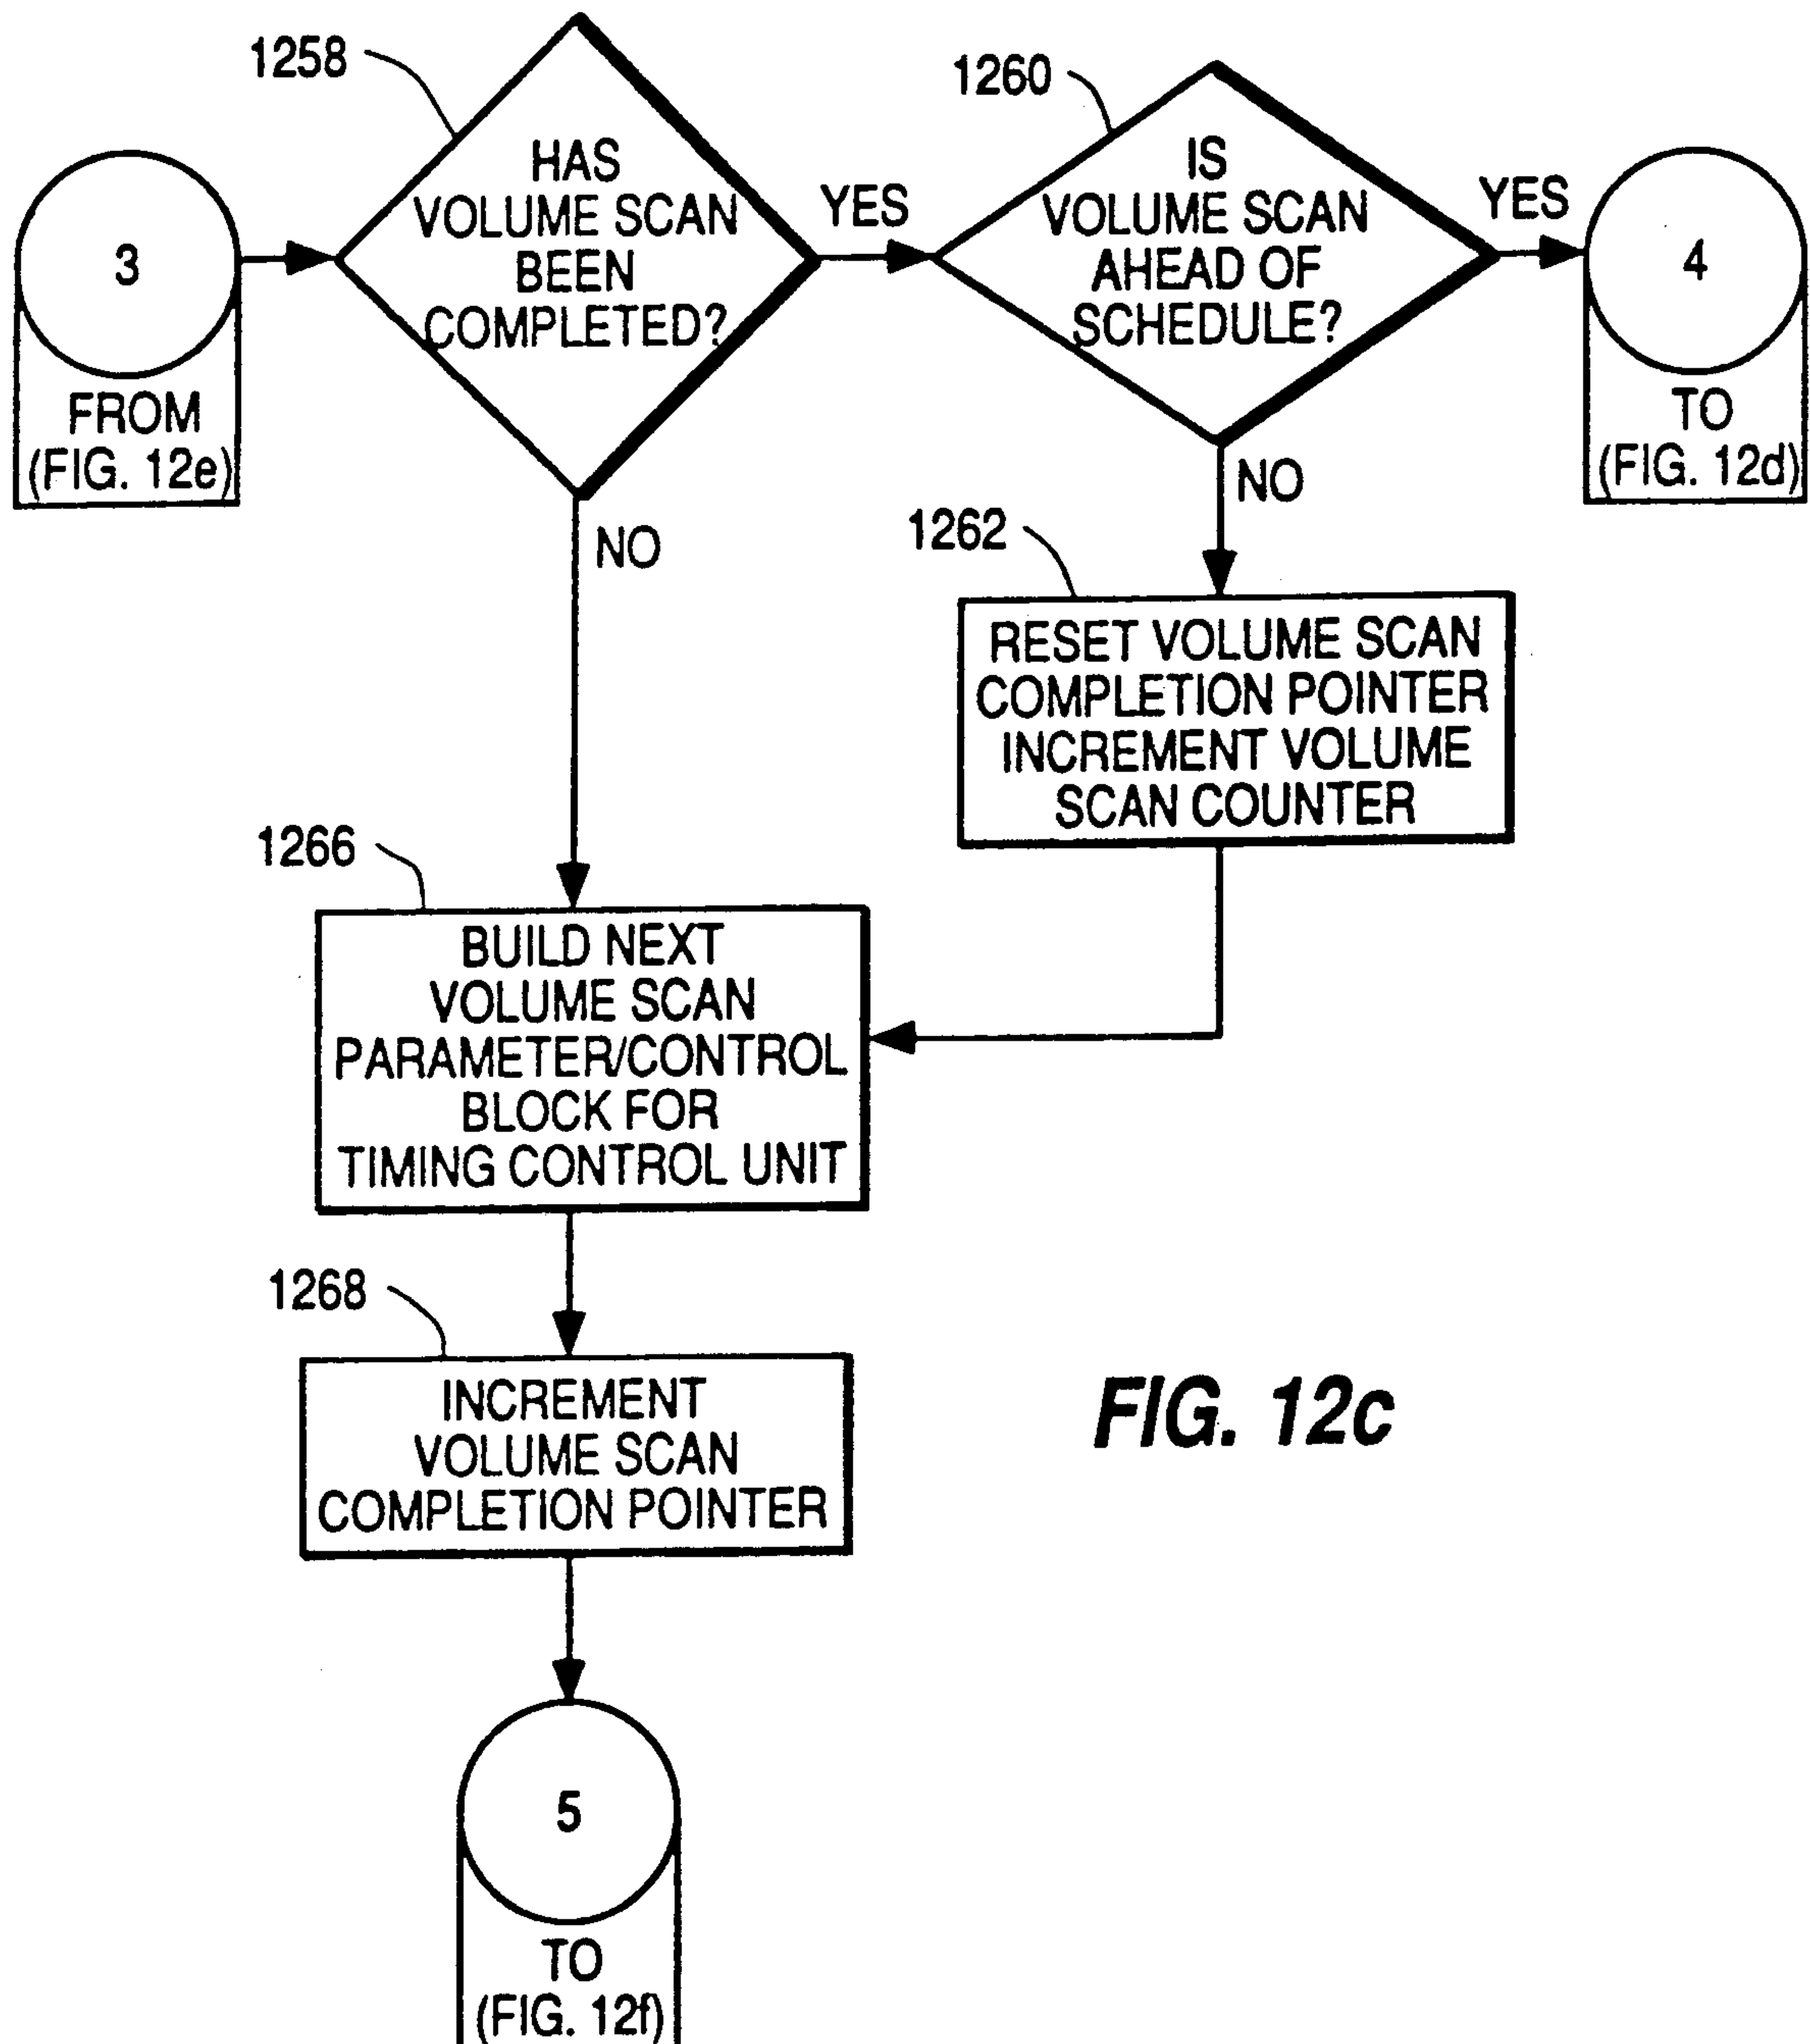 1258
HAS
VOLUME SCAN
BEEN
COMPLETED?
YES
1260
IS
VOLUME SCAN
AHEAD OF
SCHEDULE?
YES
3
FROM
(FIG. 12e)
4
TO
(FIG. 12d)
NO
NO
1262
RESET VOLUME SCAN
COMPLETION POINTER
INCREMENT VOLUME
SCAN COUNTER
1266
BUILD NEXT
VOLUME SCAN
PARAMETER/CONTROL
BLOCK FOR
TIMING CONTROL UNIT
1268
INCREMENT
VOLUME SCAN
COMPLETION POINTER
FIG. 12c
5
TO
(FIG. 12f)